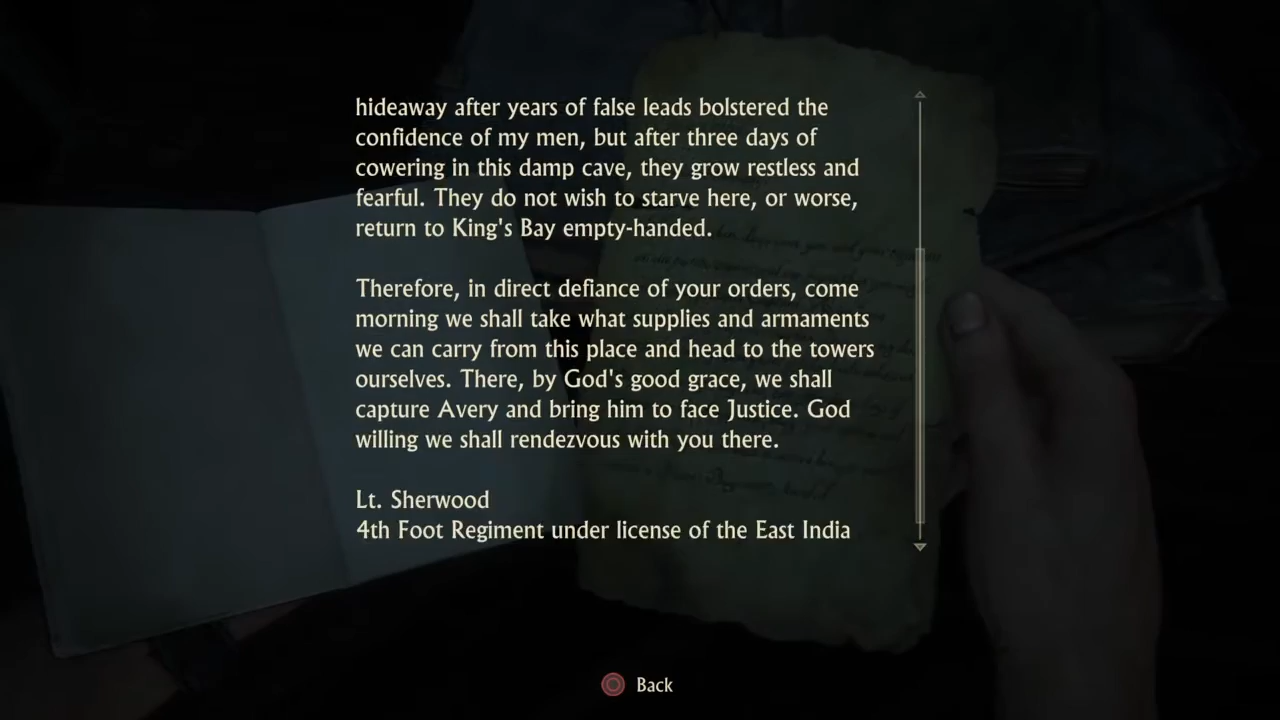 hideaway after years of false leads bolstered the
confidence of my men, but after three days of
cowering in this damp cave, they grow restless and
fearful. They do not wish to starve here, or worse,
return to King's Bay empty-handed.
Therefore, in direct defiance of your orders, come
morning we shall take what supplies and armaments
we can carry from this place and head to the towers
ourselves. There, by God's good grace, we shall
capture Avery and bring him to face Justice. God
willing we shall rendezvous with you there.
Lt. Sherwood
4th Foot Regiment under license of the East India
Back